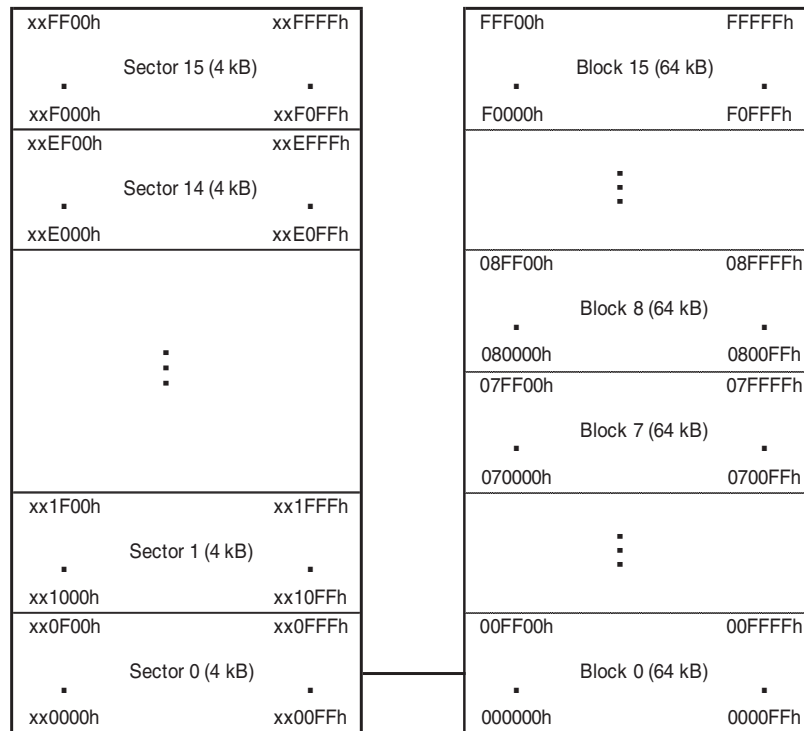 xxFF00h xxFFFFh
Sector 15 (4 kB)
xxF000h xxF0FFh
xxEF00h xxEFFFh
Sector 14 (4 kB)
xxE000h xxE0FFh
xx1F00h xx1FFFh
Sector 1 (4 kB)
xx1000h xx10FFh
xx0F00h xx0FFFh
Sector 0 (4 kB)
xx0000h xx00FFh
FFF00h FFFFFh
Block 15 (64 kB)
F0000h F0FFFh
08FF00h 08FFFFh
Block 8 (64 kB)
080000h 0800FFh
07FF00h 07FFFFh
Block 7 (64 kB)
070000h 0700FFh
00FF00h 00FFFFh
Block 0 (64 kB)
000000h 0000FFh